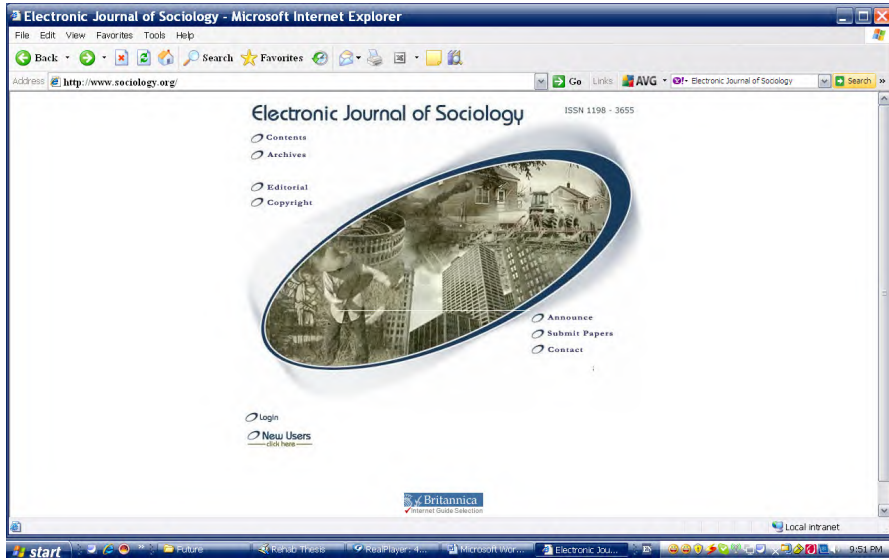 Electronic Journal of Sociology - Microsoft Internet Explorer
File Edit View Favorites Tools Help
Back Search Favorites
Address http://www.sociology.org/ Go Links AVG Electronic Journal of Sociology Search »
Electronic Journal of Sociology ISSN 1198 - 3655
Contents
Archives
Editorial
Copyright
Announce
Submit Papers
Contact
Login
New Users
click here
Britannica
Internet Guide Selection
Local intranet
start » Future Rehab Thesis RealPlayer: 4... Microsoft Wor... Electronic Jou... 9:51 PM